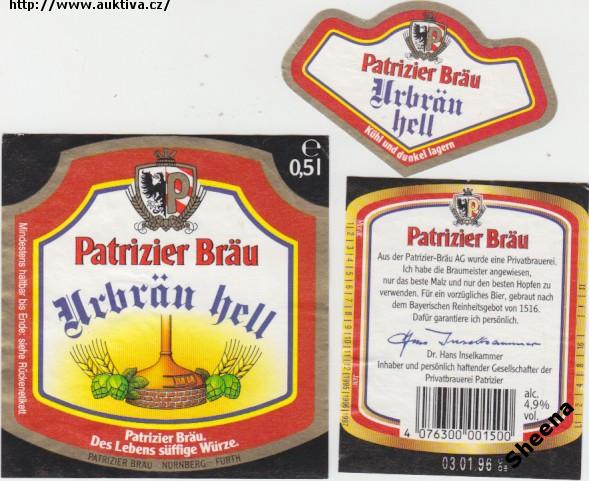 http://www.auktiva.cz/
P
Patrizier Bräu
Urbräu hell
Kühl und dunkel lagern
e
0,5 l
P
Patrizier Bräu
Urbräu hell
Patrizier Bräu.
Des Lebens süffige Würze.
PATRIZIER BRÄU · NÜRNBERG - FÜRTH
Mindestens haltbar bis Ende: siehe Rückenetikett
P
Patrizier Bräu
Aus der Patrizier-Bräu AG wurde eine Privatbrauerei.
Ich habe die Braumeister angewiesen,
nur das beste Malz und nur den besten Hopfen zu
verwenden. Für ein vorzügliches Bier, gebraut nach
dem Bayerischen Reinheitsgebot von 1516.
Dafür garantiere ich persönlich.
Hans Inselkammer
Dr. Hans Inselkammer
Inhaber und persönlich haftender Gesellschafter der
Privatbrauerei Patrizier
alc.
4,9%
vol.
4 076300 001500
03.01.96
Sheena